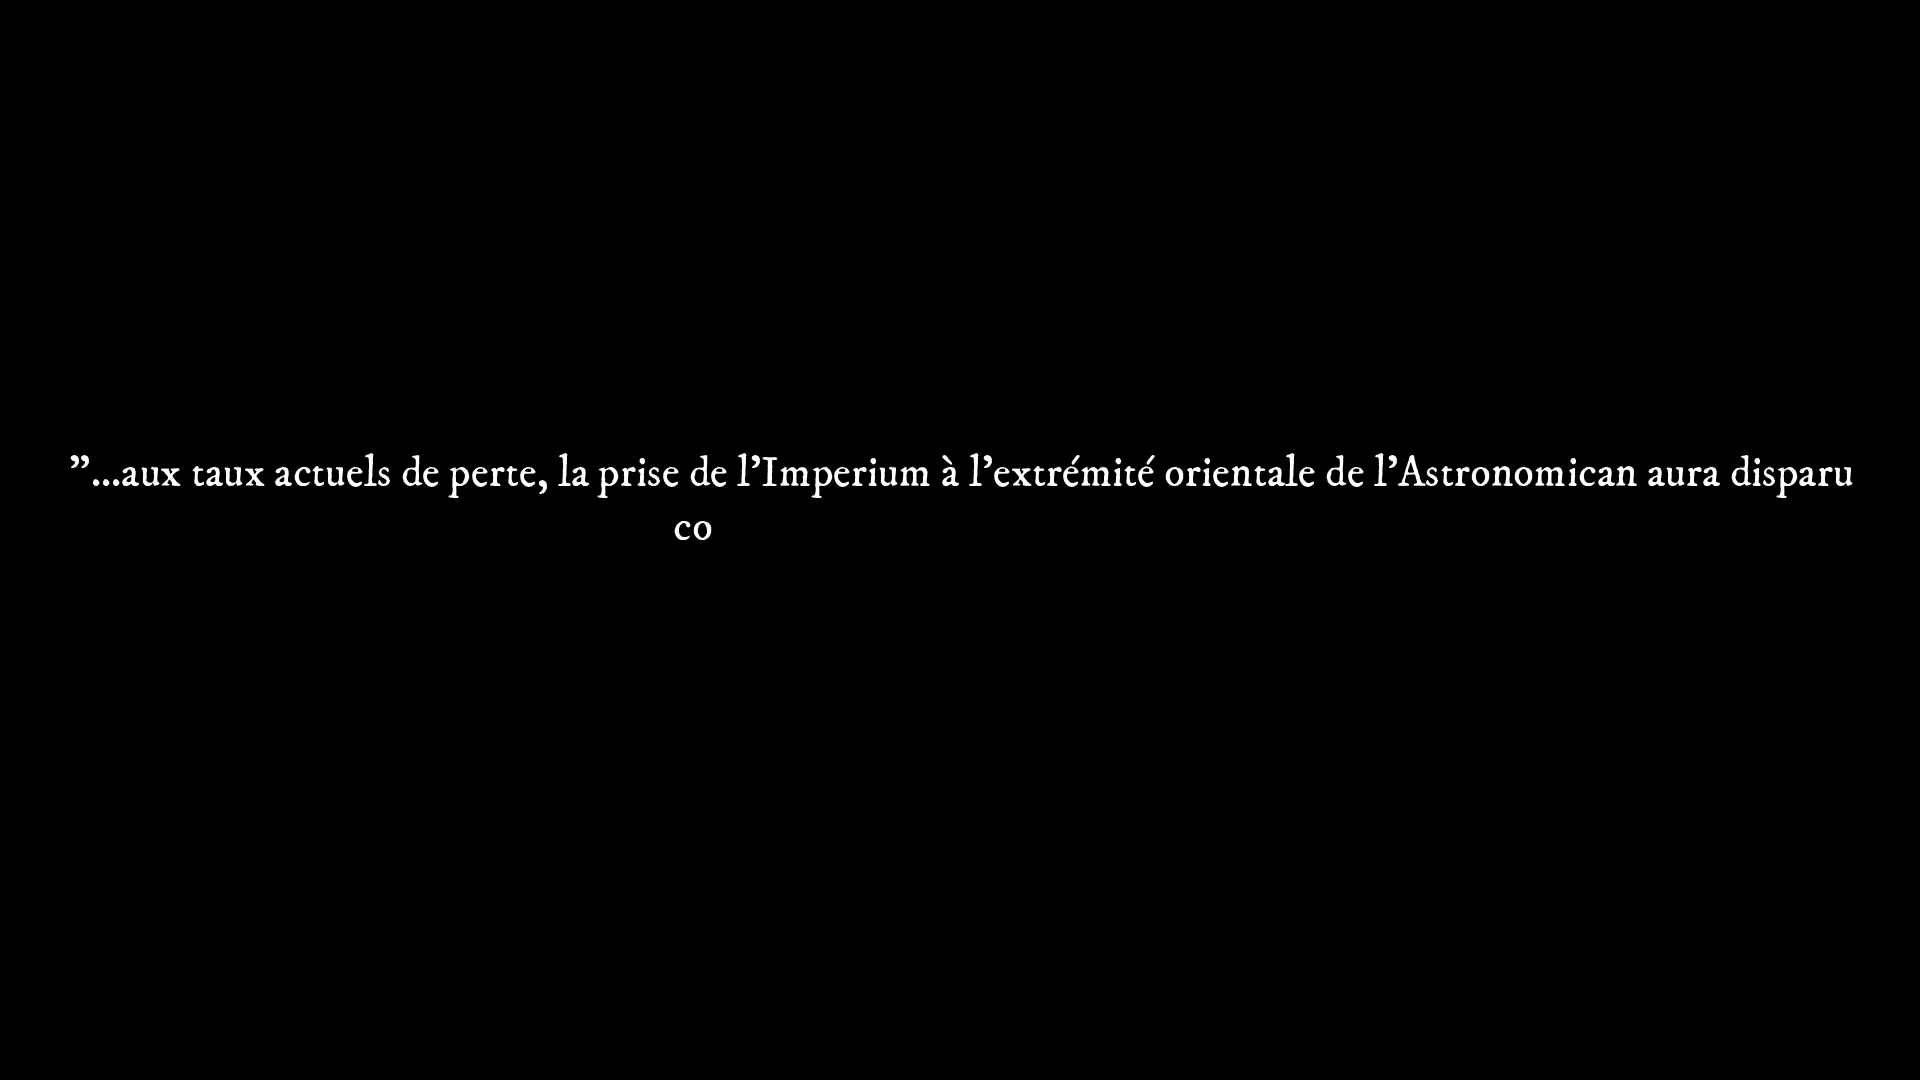 ”...aux taux actuels de perte, la prise de l’Imperium à l’extrémité orientale de l’Astronomican aura disparu
co